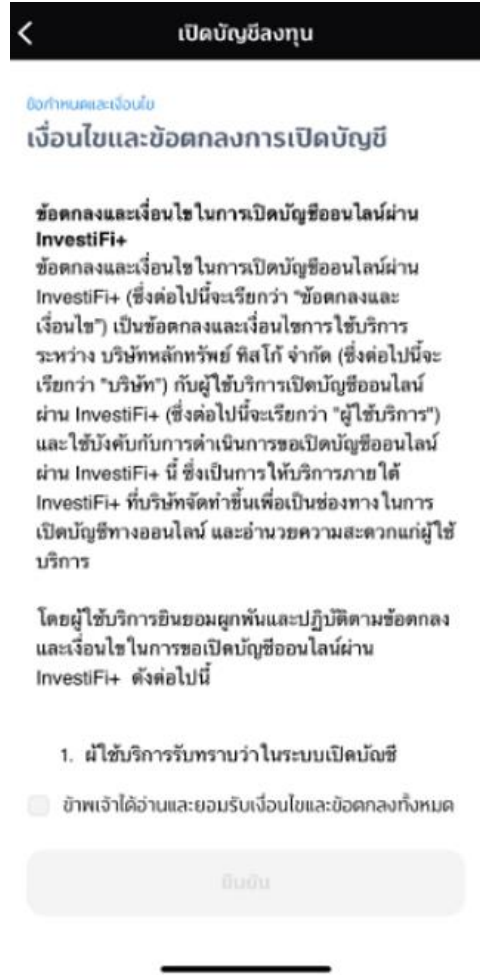 เปิดบัญชีลงทุน
ข้อกำหนดและเงื่อนไข
เงื่อนไขและข้อตกลงการเปิดบัญชี
ข้อตกลงและเงื่อนไขในการเปิดบัญชีออนไลน์ผ่าน
InvestiFi+
ข้อตกลงและเงื่อนไขในการเปิดบัญชีออนไลน์ผ่าน
InvestiFi+ (ซึ่งต่อไปนี้จะเรียกว่า "ข้อตกลงและ
เงื่อนไข") เป็นข้อตกลงและเงื่อนไขการใช้บริการ
ระหว่าง บริษัทหลักทรัพย์ ทิสโก้ จำกัด (ซึ่งต่อไปนี้จะ
เรียกว่า "บริษัท") กับผู้ใช้บริการเปิดบัญชีออนไลน์
ผ่าน InvestiFi+ (ซึ่งต่อไปนี้จะเรียกว่า "ผู้ใช้บริการ")
และใช้บังคับกับการดำเนินการขอเปิดบัญชีออนไลน์
ผ่าน InvestiFi+ นี้ ซึ่งเป็นการให้บริการภายใต้
InvestiFi+ ที่บริษัทจัดทำขึ้นเพื่อเป็นช่องทางในการ
เปิดบัญชีทางออนไลน์ และอำนวยความสะดวกแก่ผู้ใช้
บริการ
โดยผู้ใช้บริการยินยอมผูกพันและปฏิบัติตามข้อตกลง
และเงื่อนไขในการขอเปิดบัญชีออนไลน์ผ่าน
InvestiFi+ ดังต่อไปนี้
1. ผู้ใช้บริการรับทราบว่าในระบบเปิดบัญชี
ข้าพเจ้าได้อ่านและยอมรับเงื่อนไขและข้อตกลงทั้งหมด
ยืนยัน